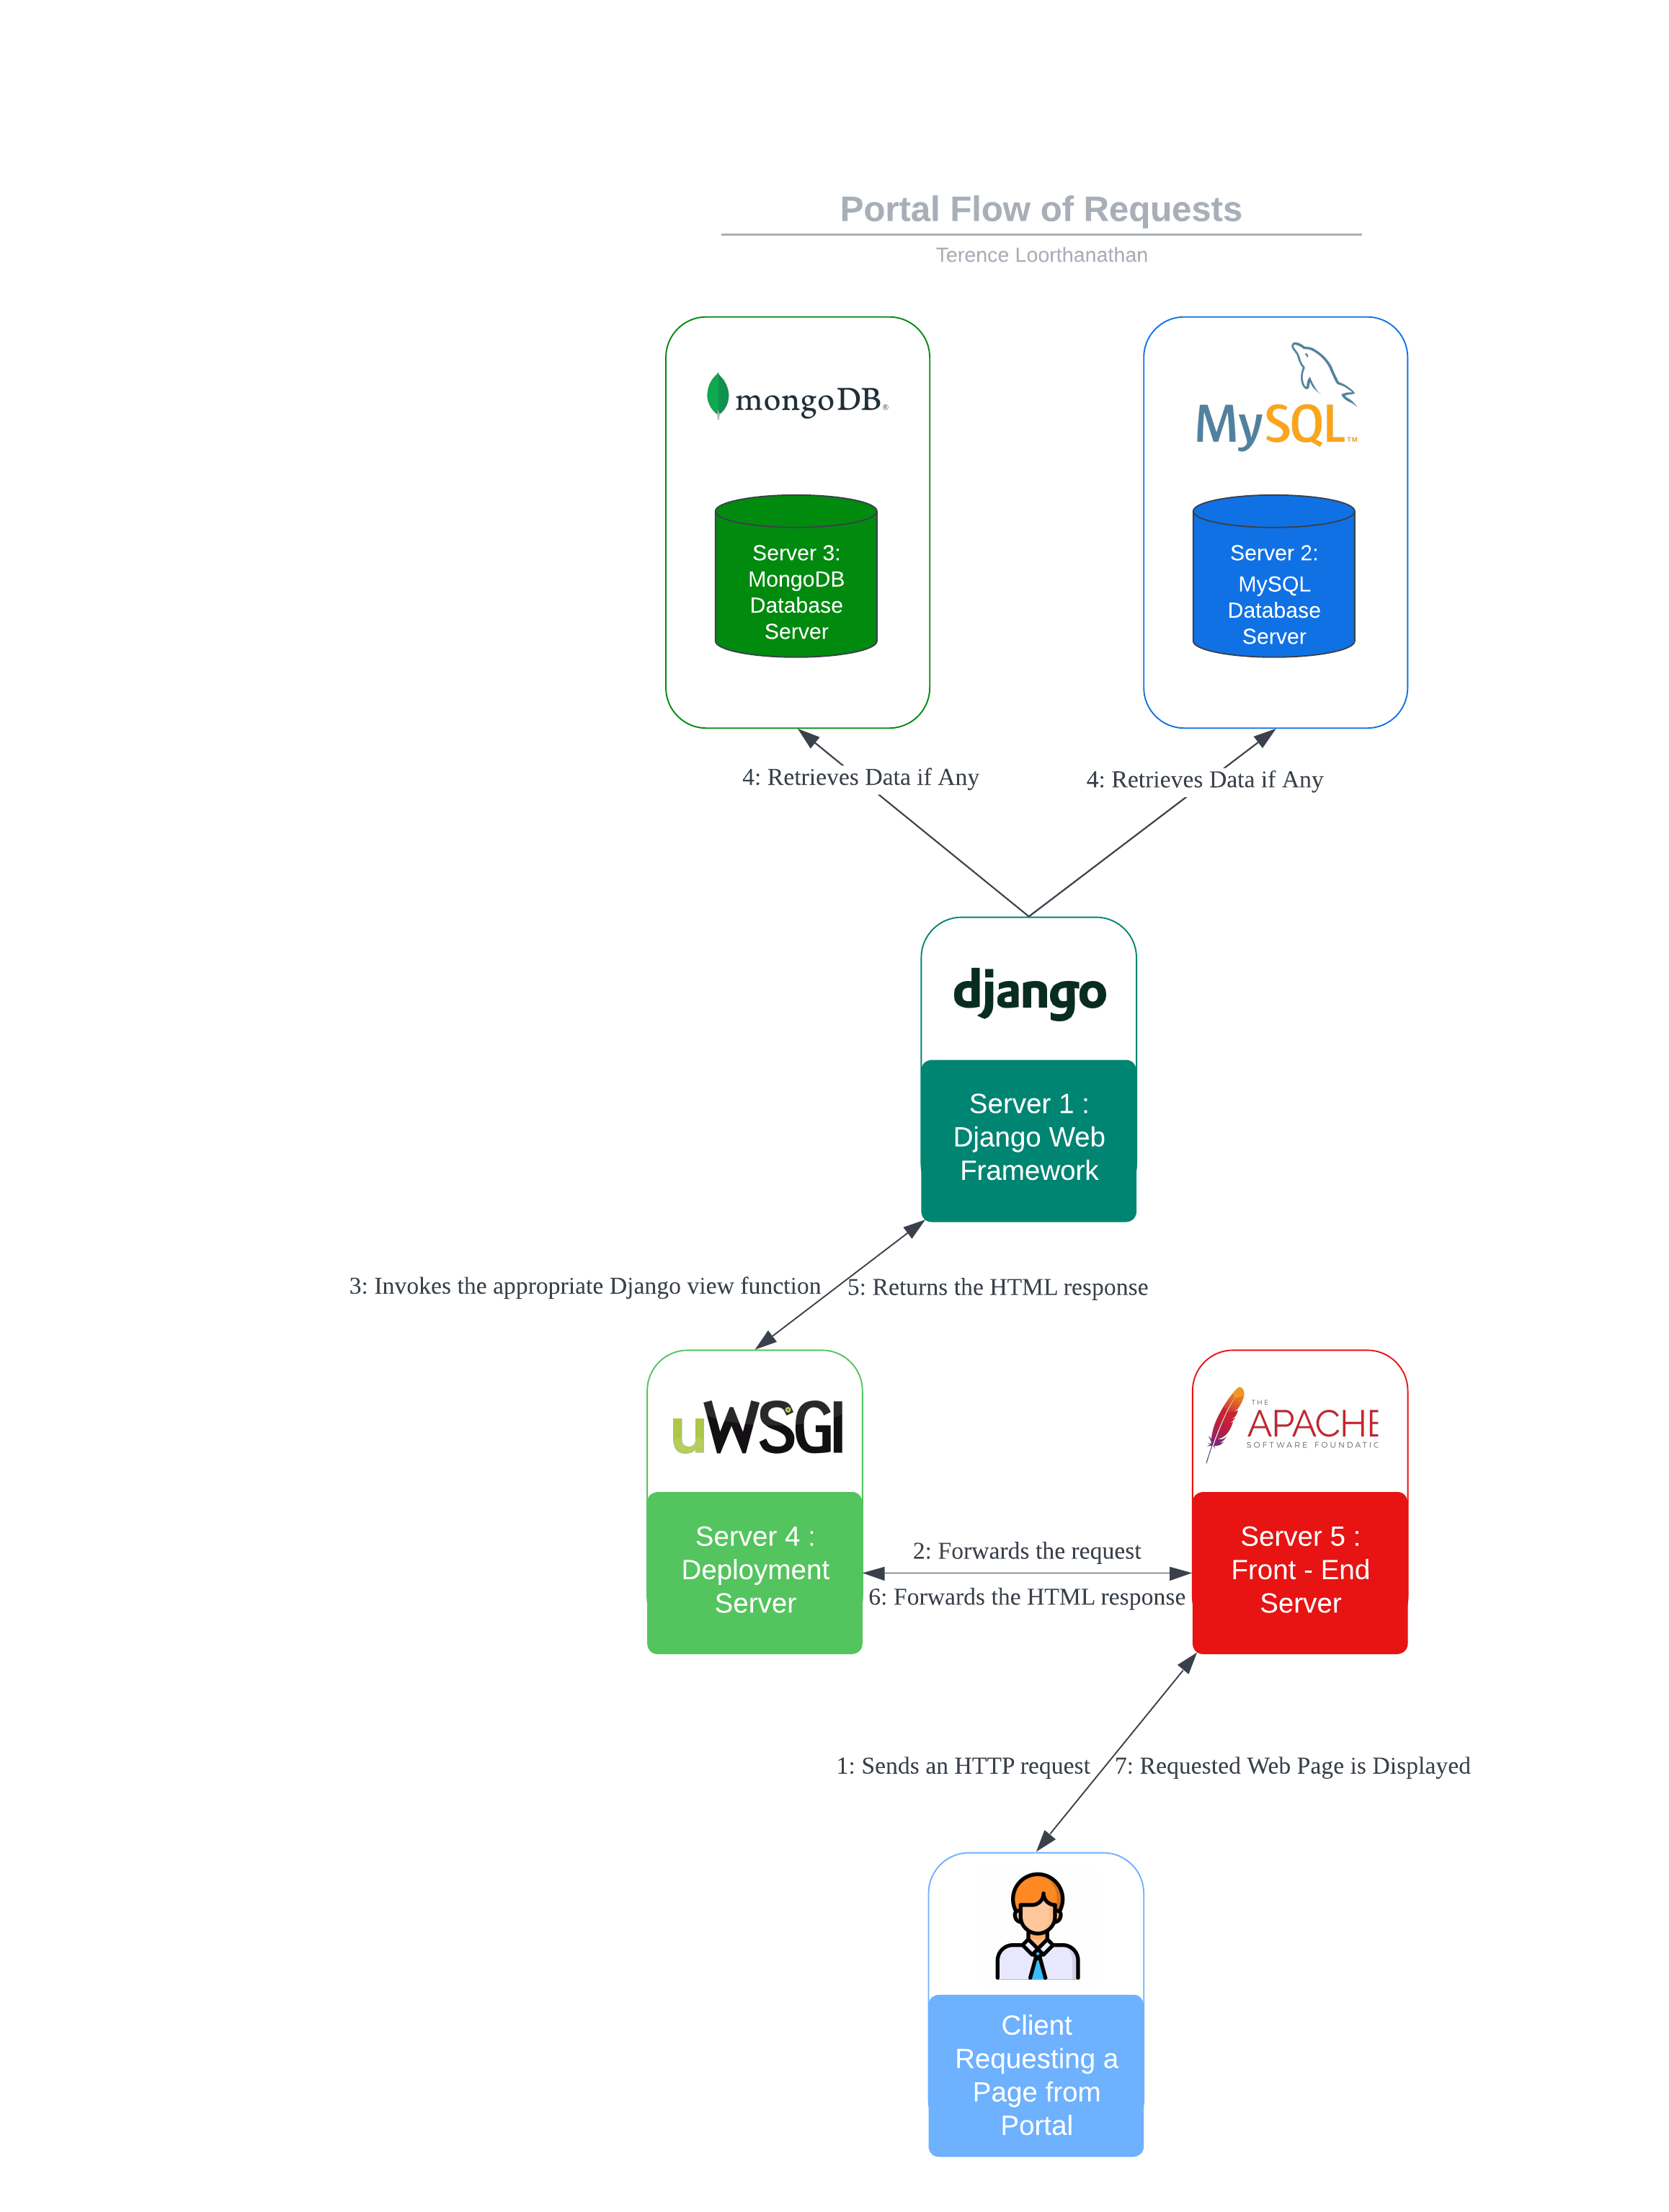 Portal Flow of Requests
Terence Loorthanathan
mongoDB®
MySQL™
Server 3:
MongoDB
Database
Server
Server 2:
MySQL
Database
Server
4: Retrieves Data if Any
4: Retrieves Data if Any
django
Server 1 :
Django Web
Framework
3: Invokes the appropriate Django view function
5: Returns the HTML response
uWSGI
THE
APACHE
SOFTWARE FOUNDATIC
Server 4 :
Deployment
Server
2: Forwards the request
6: Forwards the HTML response
Server 5 :
Front - End
Server
1: Sends an HTTP request
7: Requested Web Page is Displayed
Client
Requesting a
Page from
Portal